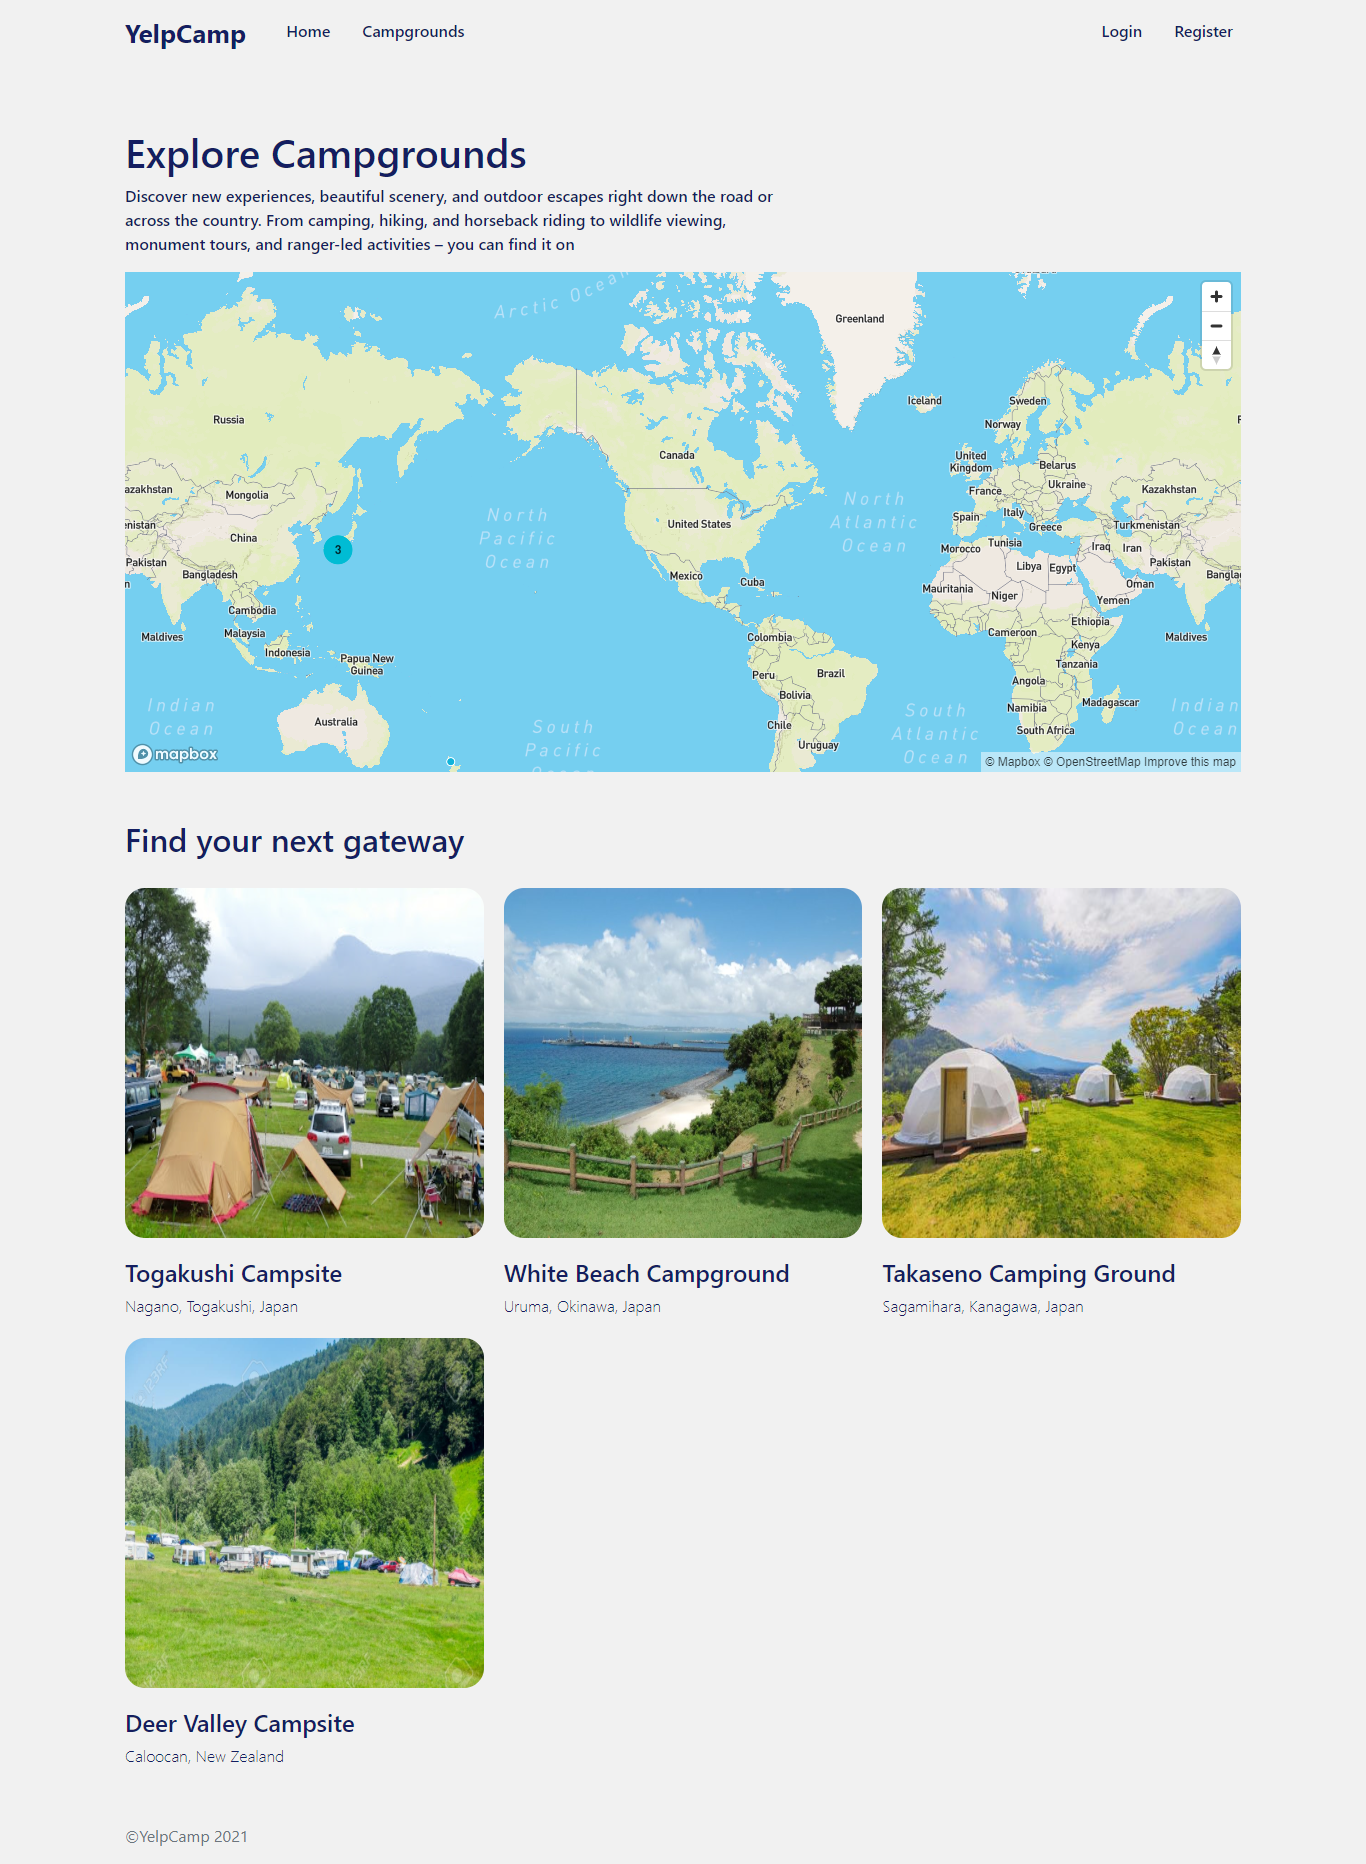 YelpCamp Home Campgrounds Login Register
Explore Campgrounds
Discover new experiences, beautiful scenery, and outdoor escapes right down the road or
across the country. From camping, hiking, and horseback riding to wildlife viewing,
monument tours, and ranger-led activities – you can find it on
Arctic Ocean
Greenland
Iceland
Sweden
Norway
Russia
Canada
United
Kingdom
Belarus
Ukraine
France
azakhstan
Mongolia
Kazakhstan
North
Pacific
Ocean
North
Atlantic
Ocean
United States
Spain
Italy
Greece
Turkmenistan
enistan
China
3
Morocco
Tunisia
Iraq
Iran
Pakistan
Bangladesh
Libya
Egypt
Pakistan
Banglad
Mexico
Cuba
Mauritania
Niger
Oman
Yemen
Cambodia
Malaysia
Maldives
Indonesia
Papua New
Guinea
Colombia
Cameroon
Ethiopia
Kenya
Maldives
Tanzania
Peru
Brazil
Bolivia
Angola
Namibia
Madagascar
Indian
Ocean
Australia
South
Pacific
Ocean
Chile
Uruguay
South
Atlantic
Ocean
South Africa
Indian
Ocean
mapbox
© Mapbox © OpenStreetMap Improve this map
Find your next gateway
Togakushi Campsite
Nagano, Togakushi, Japan
White Beach Campground
Uruma, Okinawa, Japan
Takaseno Camping Ground
Sagamihara, Kanagawa, Japan
Deer Valley Campsite
Caloocan, New Zealand
©YelpCamp 2021